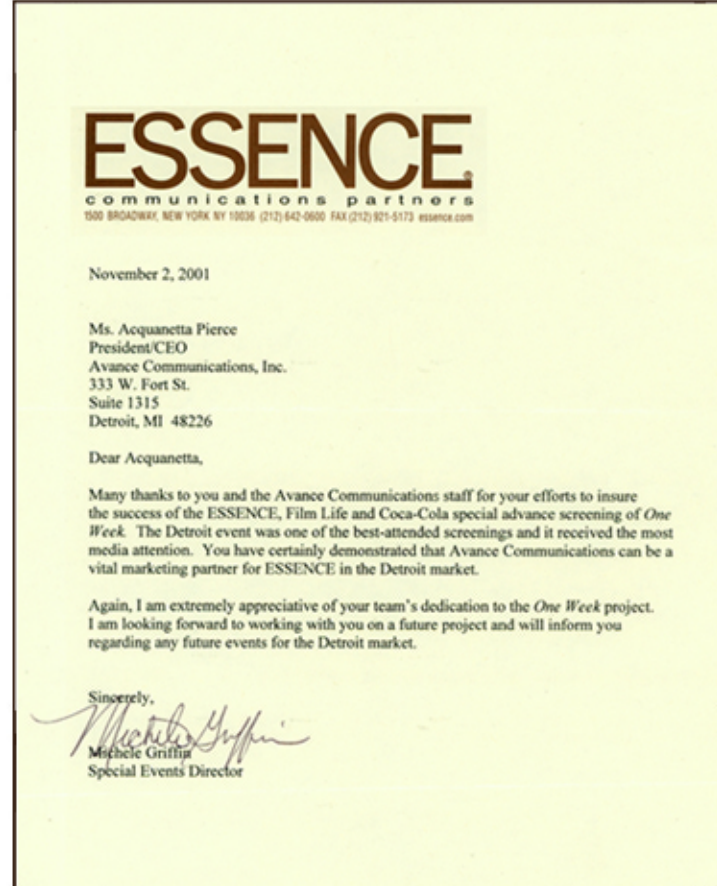 ESSENCE®
communications partners
1500 BROADWAY, NEW YORK NY 10036 (212) 642-0600 FAX (212) 921-5173 essence.com
November 2, 2001
Ms. Acquanetta Pierce
President/CEO
Avance Communications, Inc.
333 W. Fort St.
Suite 1315
Detroit, MI 48226
Dear Acquanetta,
Many thanks to you and the Avance Communications staff for your efforts to insure
the success of the ESSENCE, Film Life and Coca-Cola special advance screening of One
Week. The Detroit event was one of the best-attended screenings and it received the most
media attention. You have certainly demonstrated that Avance Communications can be a
vital marketing partner for ESSENCE in the Detroit market.
Again, I am extremely appreciative of your team's dedication to the One Week project.
I am looking forward to working with you on a future project and will inform you
regarding any future events for the Detroit market.
Sincerely,
Michele Griffin
Michele Griffin
Special Events Director